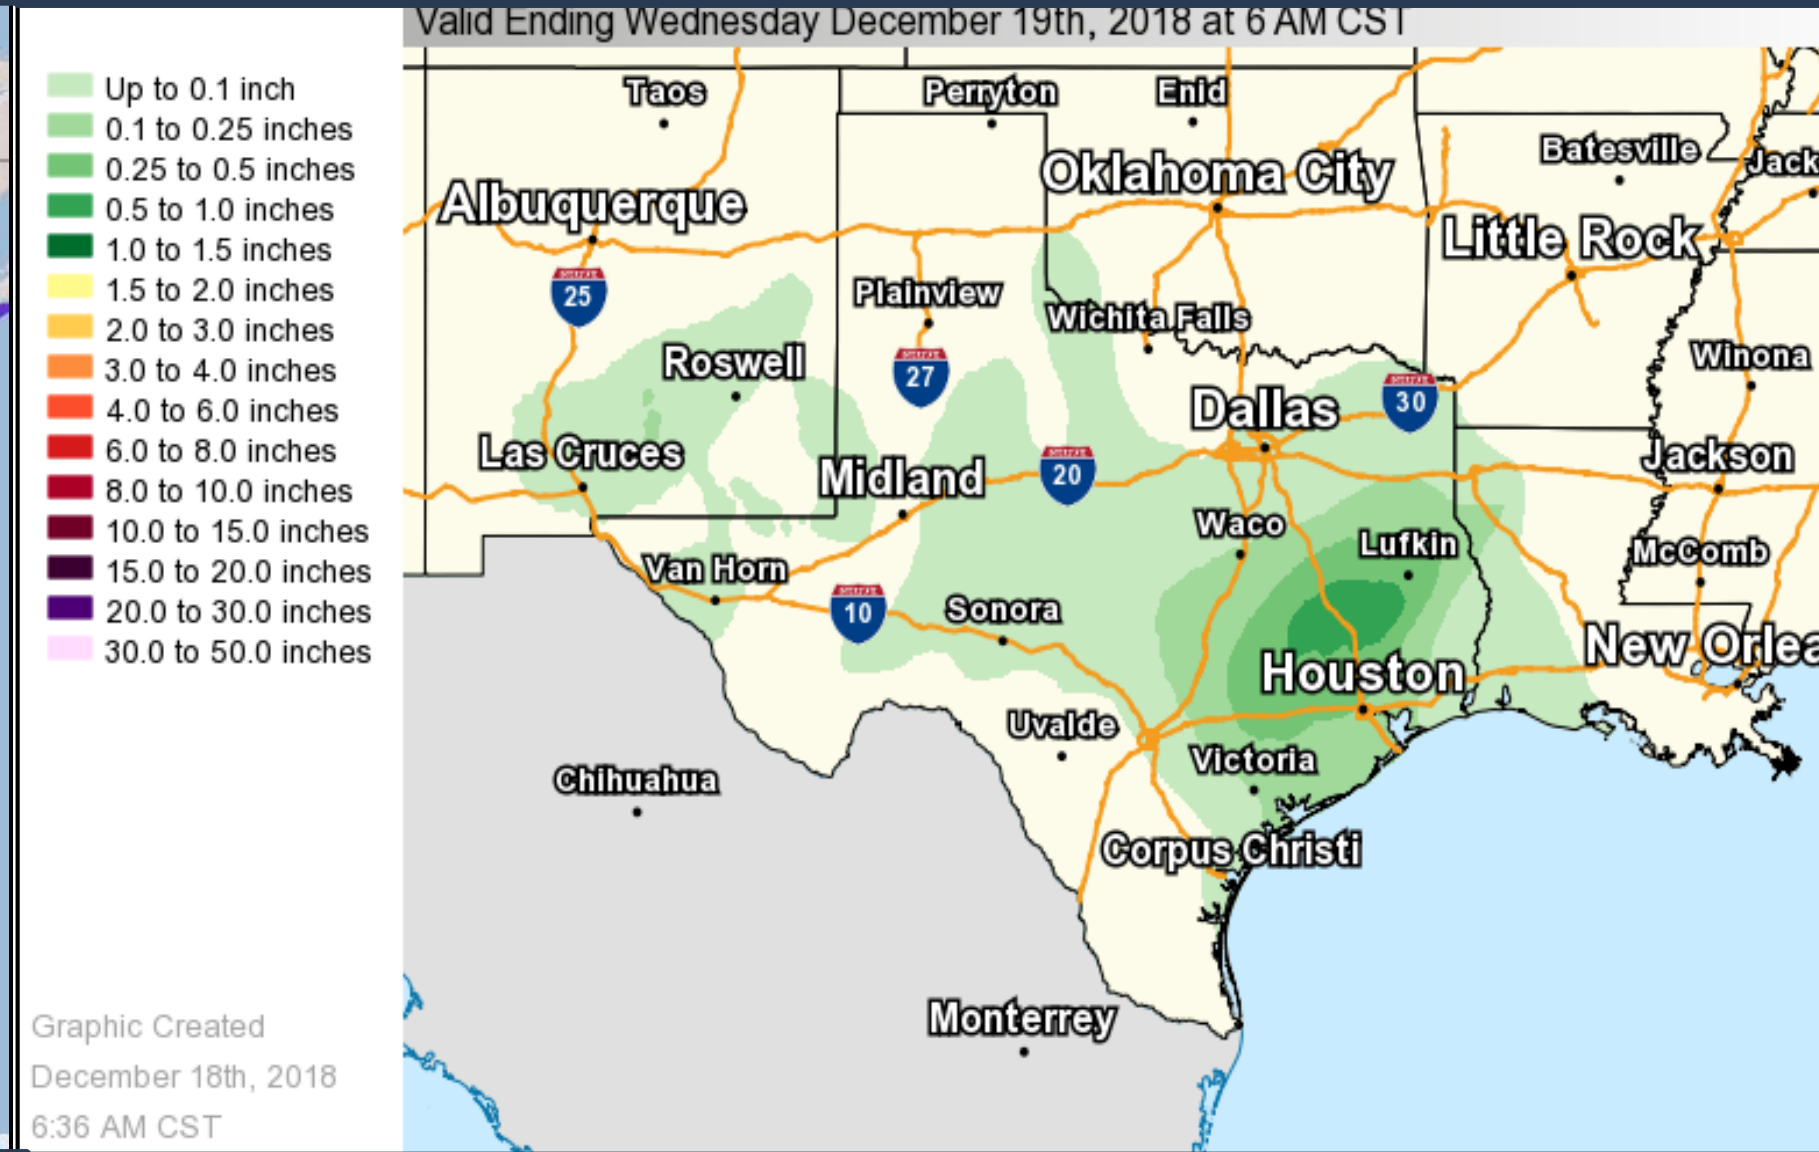 Valid Ending Wednesday December 19th, 2018 at 6 AM CST
Up to 0.1 inch
0.1 to 0.25 inches
0.25 to 0.5 inches
0.5 to 1.0 inches
1.0 to 1.5 inches
1.5 to 2.0 inches
2.0 to 3.0 inches
3.0 to 4.0 inches
4.0 to 6.0 inches
6.0 to 8.0 inches
8.0 to 10.0 inches
10.0 to 15.0 inches
15.0 to 20.0 inches
20.0 to 30.0 inches
30.0 to 50.0 inches
Graphic Created
December 18th, 2018
6:36 AM CST
Taos
Perryton
Enid
Batesville
Jack
Oklahoma City
Albuquerque
Little Rock
25
Plainview
Wichita Falls
Winona
Roswell
27
Dallas
30
Las Cruces
Midland
20
Jackson
Waco
Lufkin
McComb
Van Horn
10
Sonora
New Orlea
Houston
Uvalde
Victoria
Chihuahua
Corpus Christi
Monterrey